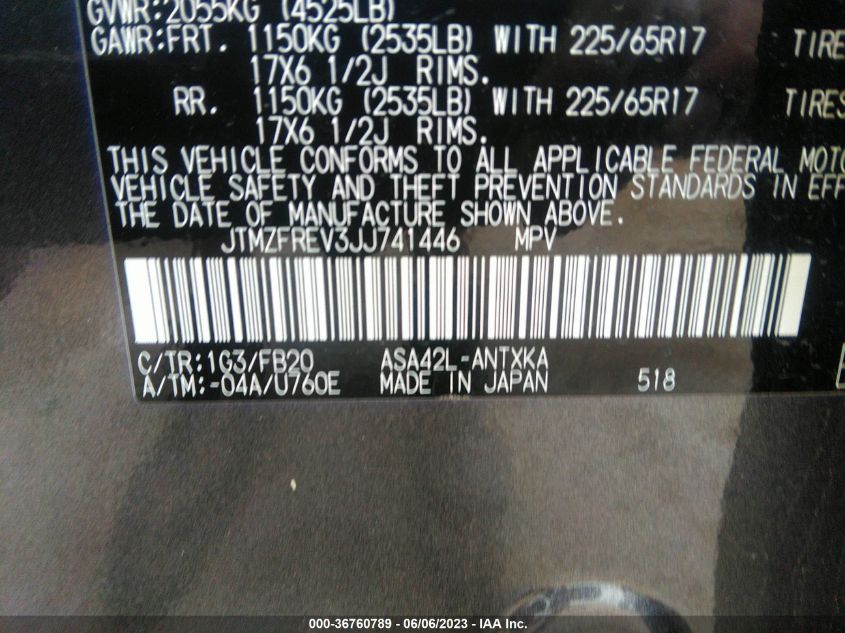 GVWR:2055KG (4525LB)
GAWR:FRT. 1150KG (2535LB) WITH 225/65R17 TIRE
17X6 1/2J RIMS.
RR. 1150KG (2535LB) WITH 225/65R17 TIRES
17X6 1/2J RIMS.
THIS VEHICLE CONFORMS TO ALL APPLICABLE FEDERAL MOTO
VEHICLE SAFETY AND THEFT PREVENTION STANDARDS IN EFF
THE DATE OF MANUFACTURE SHOWN ABOVE.
JTMZFREV3JJ741446 MPV
C/TR:1G3/FB20 ASA42L-ANTXKA
A/TM:-04A/U760E MADE IN JAPAN 518
000-36760789 - 06/06/2023 - IAA Inc.